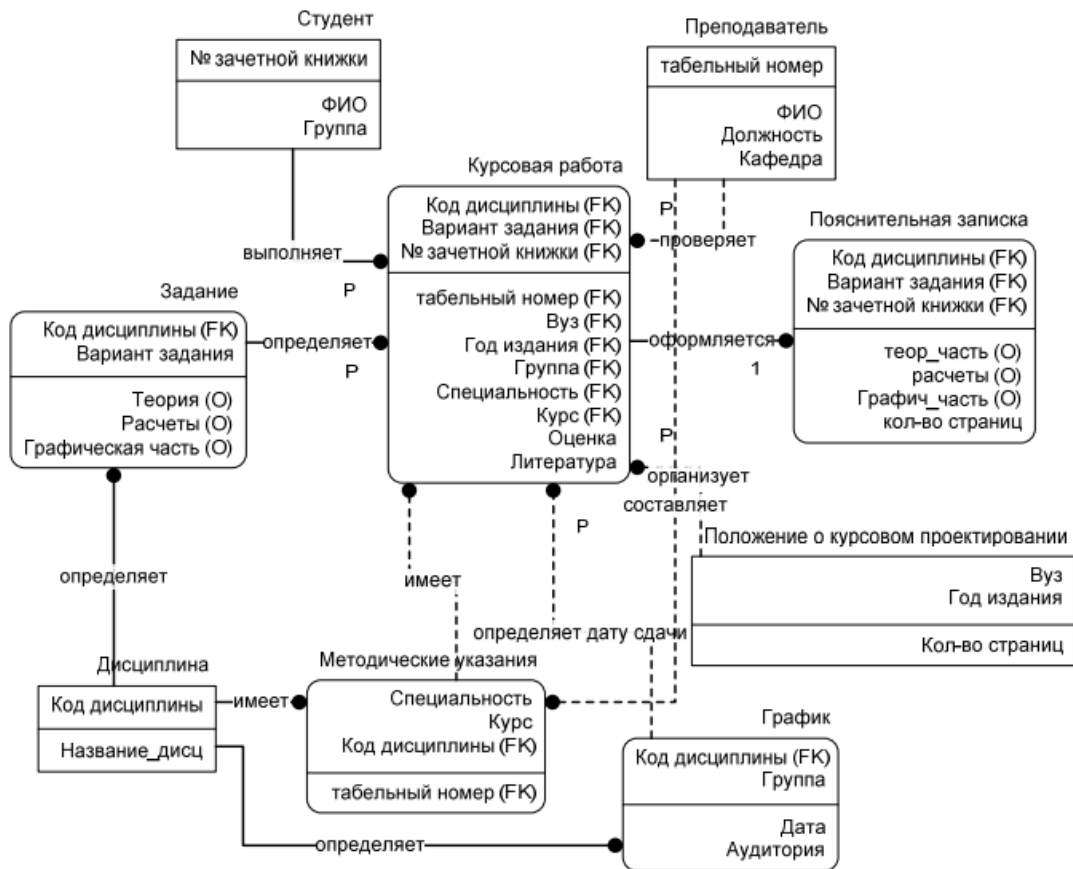 Студент
№ зачетной книжки
ФИО
Группа
Преподаватель
табельный номер
ФИО
Должность
Кафедра
Курсовая работа
Код дисциплины (FK)
Вариант задания (FK)
№ зачетной книжки (FK)
табельный номер (FK)
Вуз (FK)
Год издания (FK)
Группа (FK)
Специальность (FK)
Курс (FK)
Оценка
Литература
Пояснительная записка
Код дисциплины (FK)
Вариант задания (FK)
№ зачетной книжки (FK)
теор_часть (O)
расчеты (O)
Графич_часть (O)
кол-во страниц
P
проверяет
выполняет
P
Задание
Код дисциплины (FK)
Вариант задания
Теория (O)
Расчеты (O)
Графическая часть (O)
определяет
P
оформляется
1
P
организует
составляет
P
Положение о курсовом проектировании
Вуз
Год издания
Кол-во страниц
определяет
имеет
определяет дату сдачи
Дисциплина
Код дисциплины
Название_дисц
имеет
Методические указания
Специальность
Курс
Код дисциплины (FK)
табельный номер (FK)
График
Код дисциплины (FK)
Группа
Дата
Аудитория
определяет